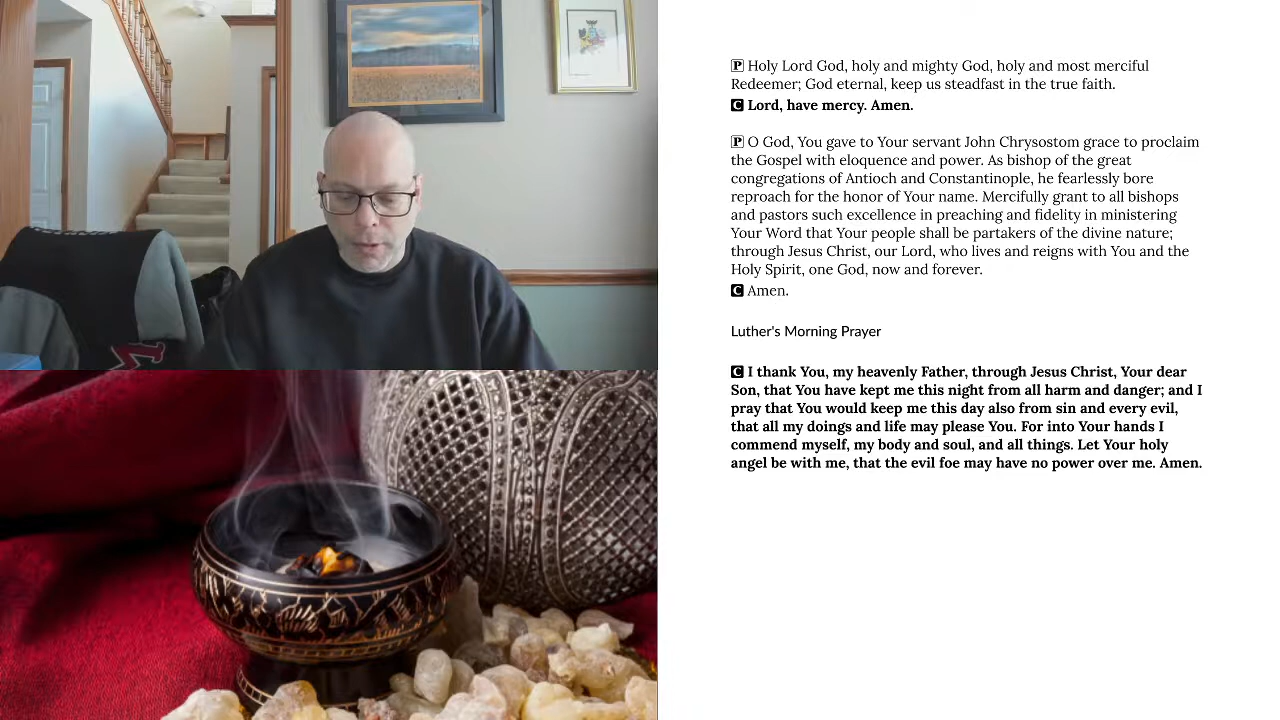 P Holy Lord God, holy and mighty God, holy and most merciful
Redeemer; God eternal, keep us steadfast in the true faith.
C Lord, have mercy. Amen.
P O God, You gave to Your servant John Chrysostom grace to proclaim
the Gospel with eloquence and power. As bishop of the great
congregations of Antioch and Constantinople, he fearlessly bore
reproach for the honor of Your name. Mercifully grant to all bishops
and pastors such excellence in preaching and fidelity in ministering
Your Word that Your people shall be partakers of the divine nature;
through Jesus Christ, our Lord, who lives and reigns with You and the
Holy Spirit, one God, now and forever.
C Amen.
Luther's Morning Prayer
C I thank You, my heavenly Father, through Jesus Christ, Your dear
Son, that You have kept me this night from all harm and danger; and I
pray that You would keep me this day also from sin and every evil,
that all my doings and life may please You. For into Your hands I
commend myself, my body and soul, and all things. Let Your holy
angel be with me, that the evil foe may have no power over me. Amen.